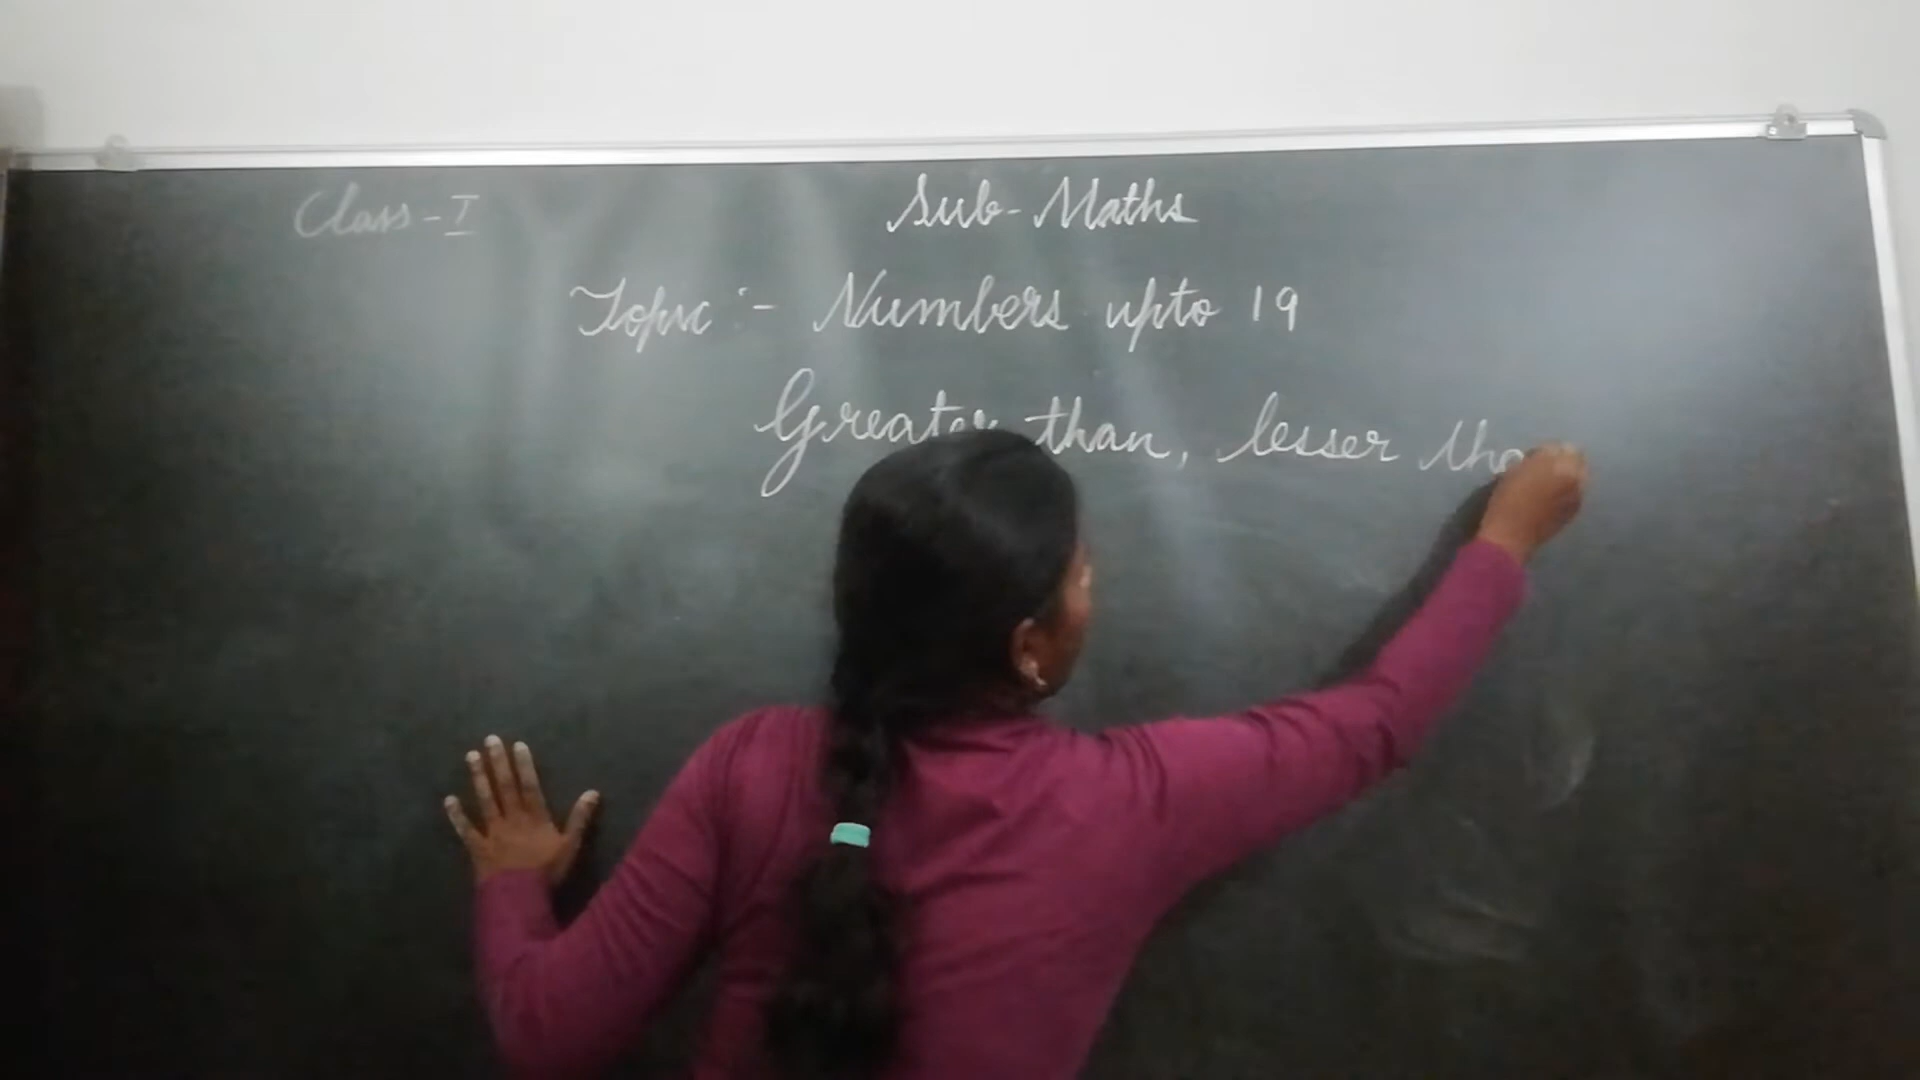 Class - I
Sub - Maths
Topic :- Numbers upto 19
Greater than, lesser tha